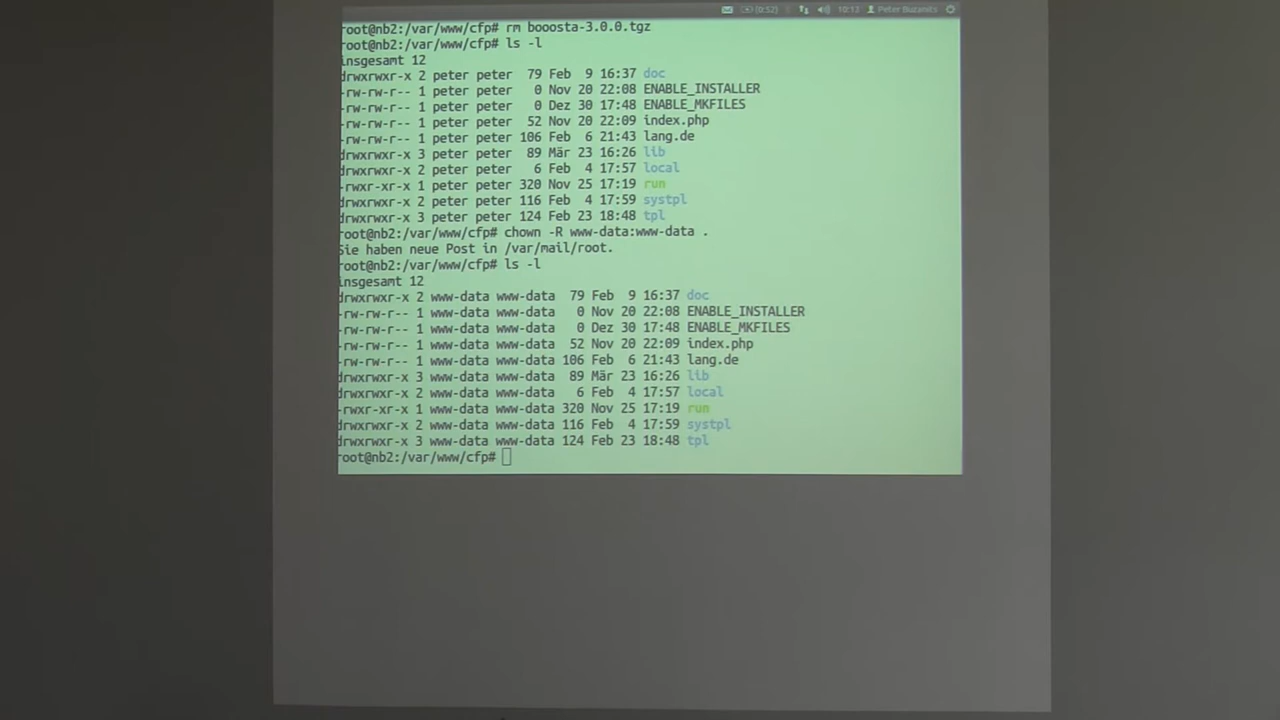 (0:52) 10:13 Peter Buzanits
root@nb2:/var/www/cfp# rm booosta-3.0.0.tgz
root@nb2:/var/www/cfp# ls -l
insgesamt 12
drwxrwxr-x 2 peter peter 79 Feb 9 16:37 doc
-rw-rw-r-- 1 peter peter 0 Nov 20 22:08 ENABLE_INSTALLER
-rw-rw-r-- 1 peter peter 0 Dez 30 17:48 ENABLE_MKFILES
-rw-rw-r-- 1 peter peter 52 Nov 20 22:09 index.php
-rw-rw-r-- 1 peter peter 106 Feb 6 21:43 lang.de
drwxrwxr-x 3 peter peter 89 Mär 23 16:26 lib
drwxrwxr-x 2 peter peter 6 Feb 4 17:57 local
-rwxr-xr-x 1 peter peter 320 Nov 25 17:19 run
drwxrwxr-x 2 peter peter 116 Feb 4 17:59 systpl
drwxrwxr-x 3 peter peter 124 Feb 23 18:48 tpl
root@nb2:/var/www/cfp# chown -R www-data:www-data .
Sie haben neue Post in /var/mail/root.
root@nb2:/var/www/cfp# ls -l
insgesamt 12
drwxrwxr-x 2 www-data www-data 79 Feb 9 16:37 doc
-rw-rw-r-- 1 www-data www-data 0 Nov 20 22:08 ENABLE_INSTALLER
-rw-rw-r-- 1 www-data www-data 0 Dez 30 17:48 ENABLE_MKFILES
-rw-rw-r-- 1 www-data www-data 52 Nov 20 22:09 index.php
-rw-rw-r-- 1 www-data www-data 106 Feb 6 21:43 lang.de
drwxrwxr-x 3 www-data www-data 89 Mär 23 16:26 lib
drwxrwxr-x 2 www-data www-data 6 Feb 4 17:57 local
-rwxr-xr-x 1 www-data www-data 320 Nov 25 17:19 run
drwxrwxr-x 2 www-data www-data 116 Feb 4 17:59 systpl
drwxrwxr-x 3 www-data www-data 124 Feb 23 18:48 tpl
root@nb2:/var/www/cfp#